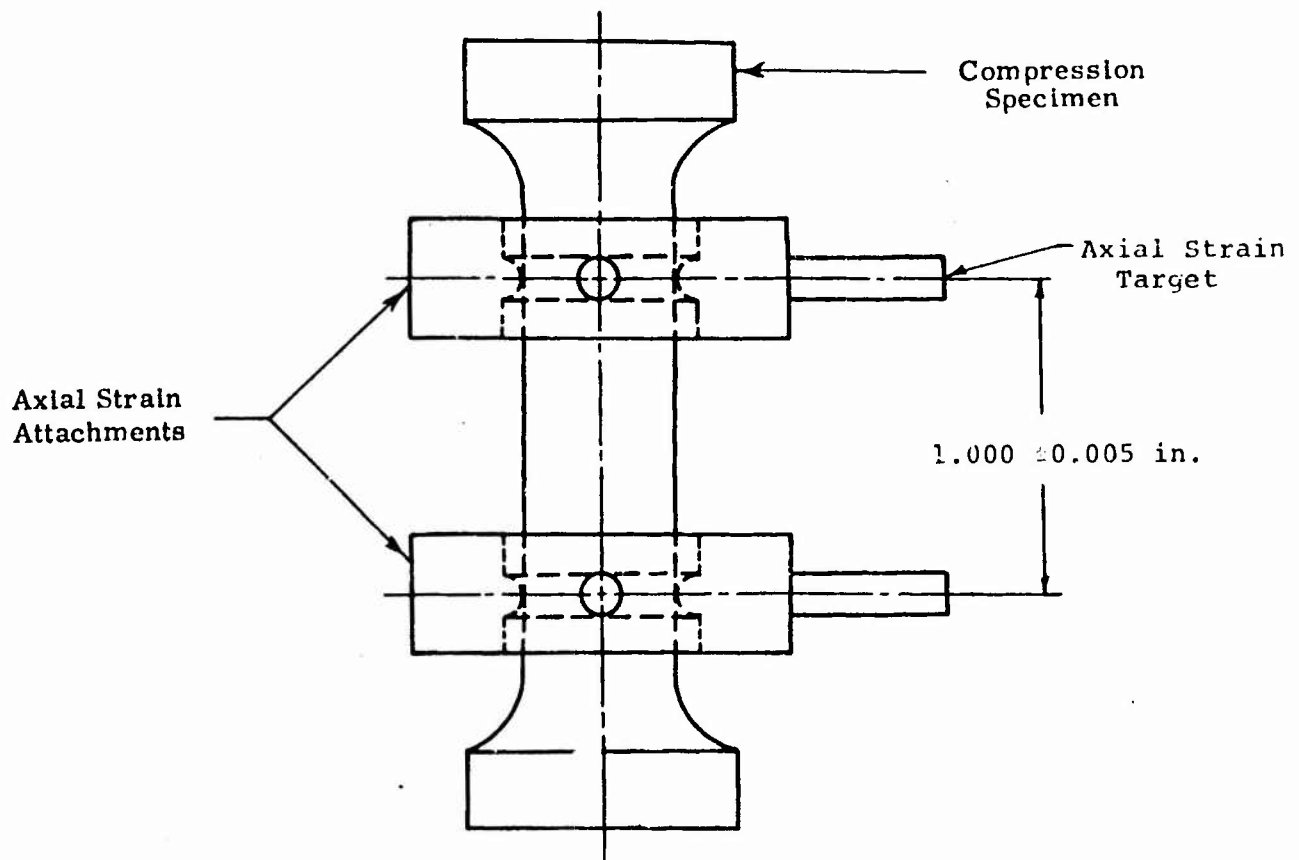 Compression
Specimen
Axial Strain
Target
Axial Strain
Attachments
1.000 ±0.005 in.